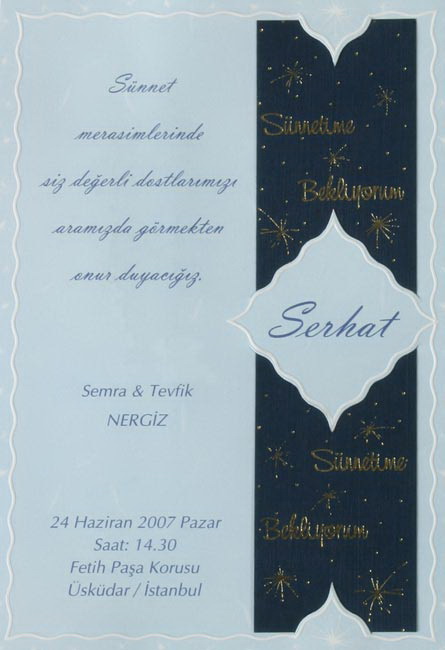 Sünnet
merasimlerinde
siz değerli dostlarımızı
aramızda görmekten
onur duyacığız.
Semra & Tevfik
NERGİZ
24 Haziran 2007 Pazar
Saat: 14.30
Fetih Paşa Korusu
Üsküdar / İstanbul
Sünnetime
Bekliyorum
Serhat
Sünnetime
Bekliyorum